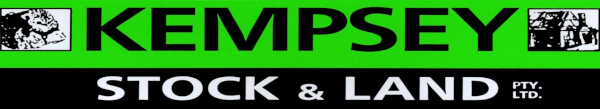 KEMPSEY
STOCK & LAND PTY. LTD.